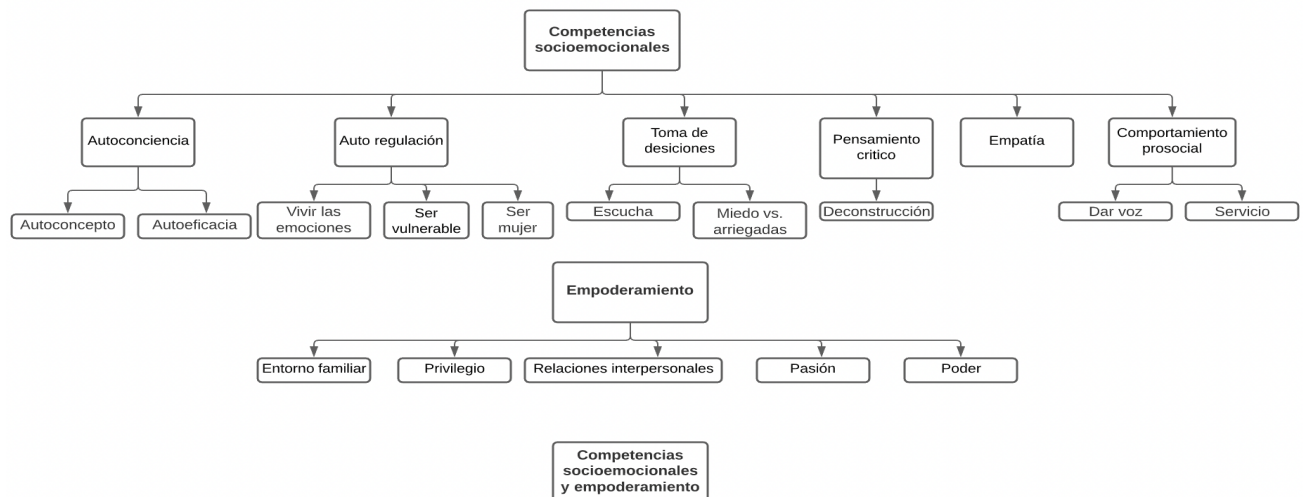 Competencias
socioemocionales
Autoconciencia
Auto regulación
Toma de
desiciones
Pensamiento
critico
Empatía
Comportamiento
prosocial
Autoconcepto
Autoeficacia
Vivir las
emociones
Ser
vulnerable
Ser
mujer
Escucha
Miedo vs.
arriegadas
Deconstrucción
Dar voz
Servicio
Empoderamiento
Entorno familiar
Privilegio
Relaciones interpersonales
Pasión
Poder
Competencias
socioemocionales
y empoderamiento